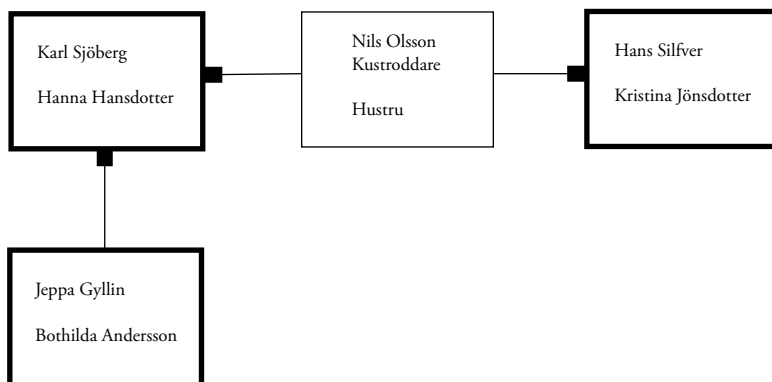 Karl Sjöberg
Hanna Hansdotter
Nils Olsson
Kustroddare
Hustru
Hans Silfver
Kristina Jönsdotter
Jeppa Gyllin
Bothilda Andersson